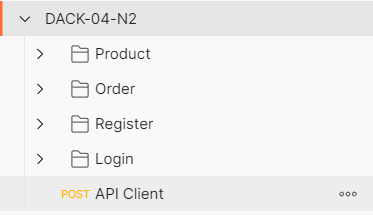 DACK-04-N2
Product
Order
Register
Login
POST API Client